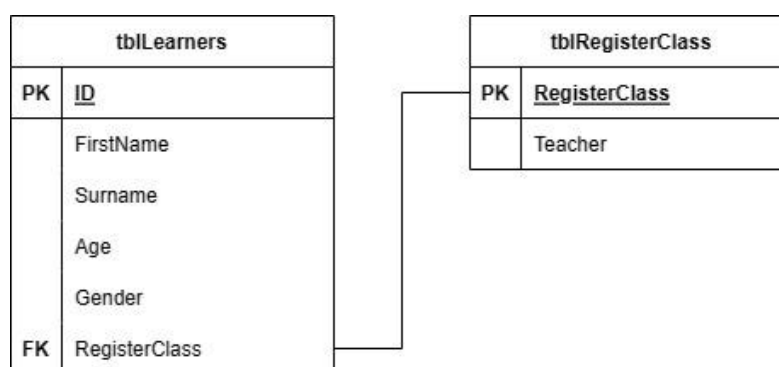 tblLearners
PK ID
FirstName
Surname
Age
Gender
FK RegisterClass
tblRegisterClass
PK RegisterClass
Teacher